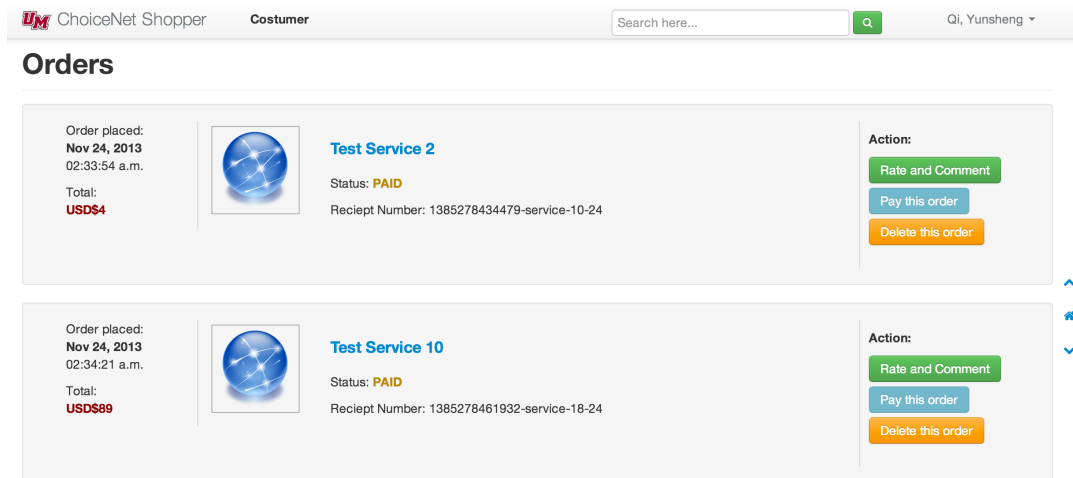 UM ChoiceNet Shopper Costumer Search here... Qi, Yunsheng
Orders
Order placed:
Nov 24, 2013
02:33:54 a.m.
Total:
USD$4
Test Service 2
Status: PAID
Reciept Number: 1385278434479-service-10-24
Action:
Rate and Comment
Pay this order
Delete this order
Order placed:
Nov 24, 2013
02:34:21 a.m.
Total:
USD$89
Test Service 10
Status: PAID
Reciept Number: 1385278461932-service-18-24
Action:
Rate and Comment
Pay this order
Delete this order